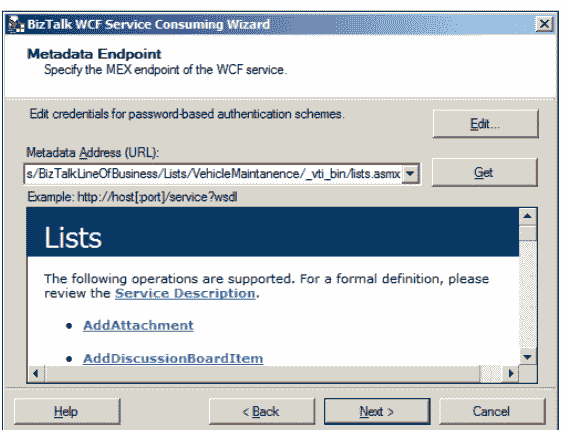 BizTalk WCF Service Consuming Wizard
Metadata Endpoint
Specify the MEX endpoint of the WCF service.
Edit credentials for password-based authentication schemes.
Edit...
Metadata Address (URL):
s/BizTalkLineOfBusiness/Lists/VehicleMaintanence/_vti_bin/lists.asmx
Get
Example: http://host[:port]/service?wsdl
Lists
The following operations are supported. For a formal definition, please
review the Service Description.
• AddAttachment
• AddDiscussionBoardItem
Help
< Back
Next >
Cancel